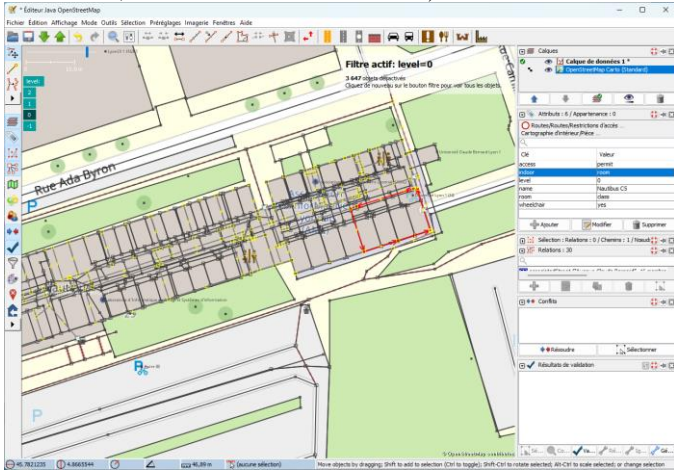 * Éditeur Java OpenStreetMap
Fichier Édition Affichage Mode Outils Sélection Préréglages Imagerie Fenêtres Aide
level:
2
1
0
-1
Filtre actif: level=0
3 647 objets désactivés
Cliquez de nouveau sur le bouton filtre pour voir tous les objets.
Rue Ada Byron
P
P
P
Calques
Calque de données 1 *
OpenStreetMap Carto (Standard)
Attributs : 6 / Appartenance : 0
Routes/Routes/Restrictions d'accès ...
Cartographie d'intérieur/Pièce ...
Clé Valeur
access permit
indoor room
level 0
name Nautibus C5
room class
wheelchair yes
Ajouter Modifier Supprimer
Sélection : Relations : 0 / Chemins : 1 / Nœuds
Relations : 30
Conflits
Résoudre Sélectionner
Résultats de validation
45.7821235 4.8663544 46,89 m (aucune sélection) Move objects by dragging; Shift to add to selection (Ctrl to toggle); Shift-Ctrl to rotate selected; Alt-Ctrl to scale selected; or change selection